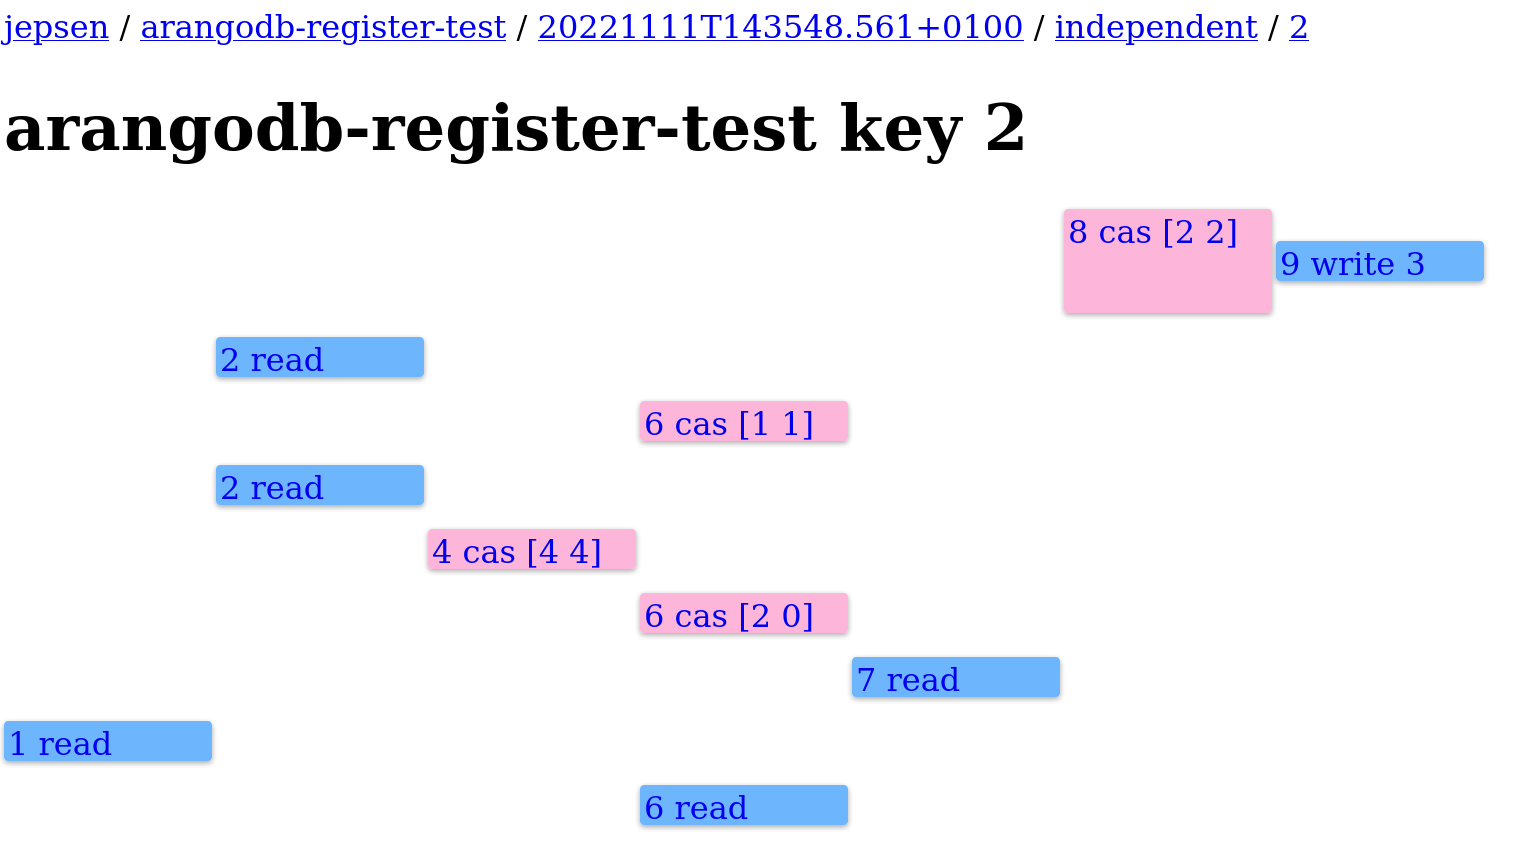 jepsen / arangodb-register-test / 20221111T143548.561+0100 / independent / 2
arangodb-register-test key 2
8 cas [2 2]
9 write 3
2 read
6 cas [1 1]
2 read
4 cas [4 4]
6 cas [2 0]
7 read
1 read
6 read